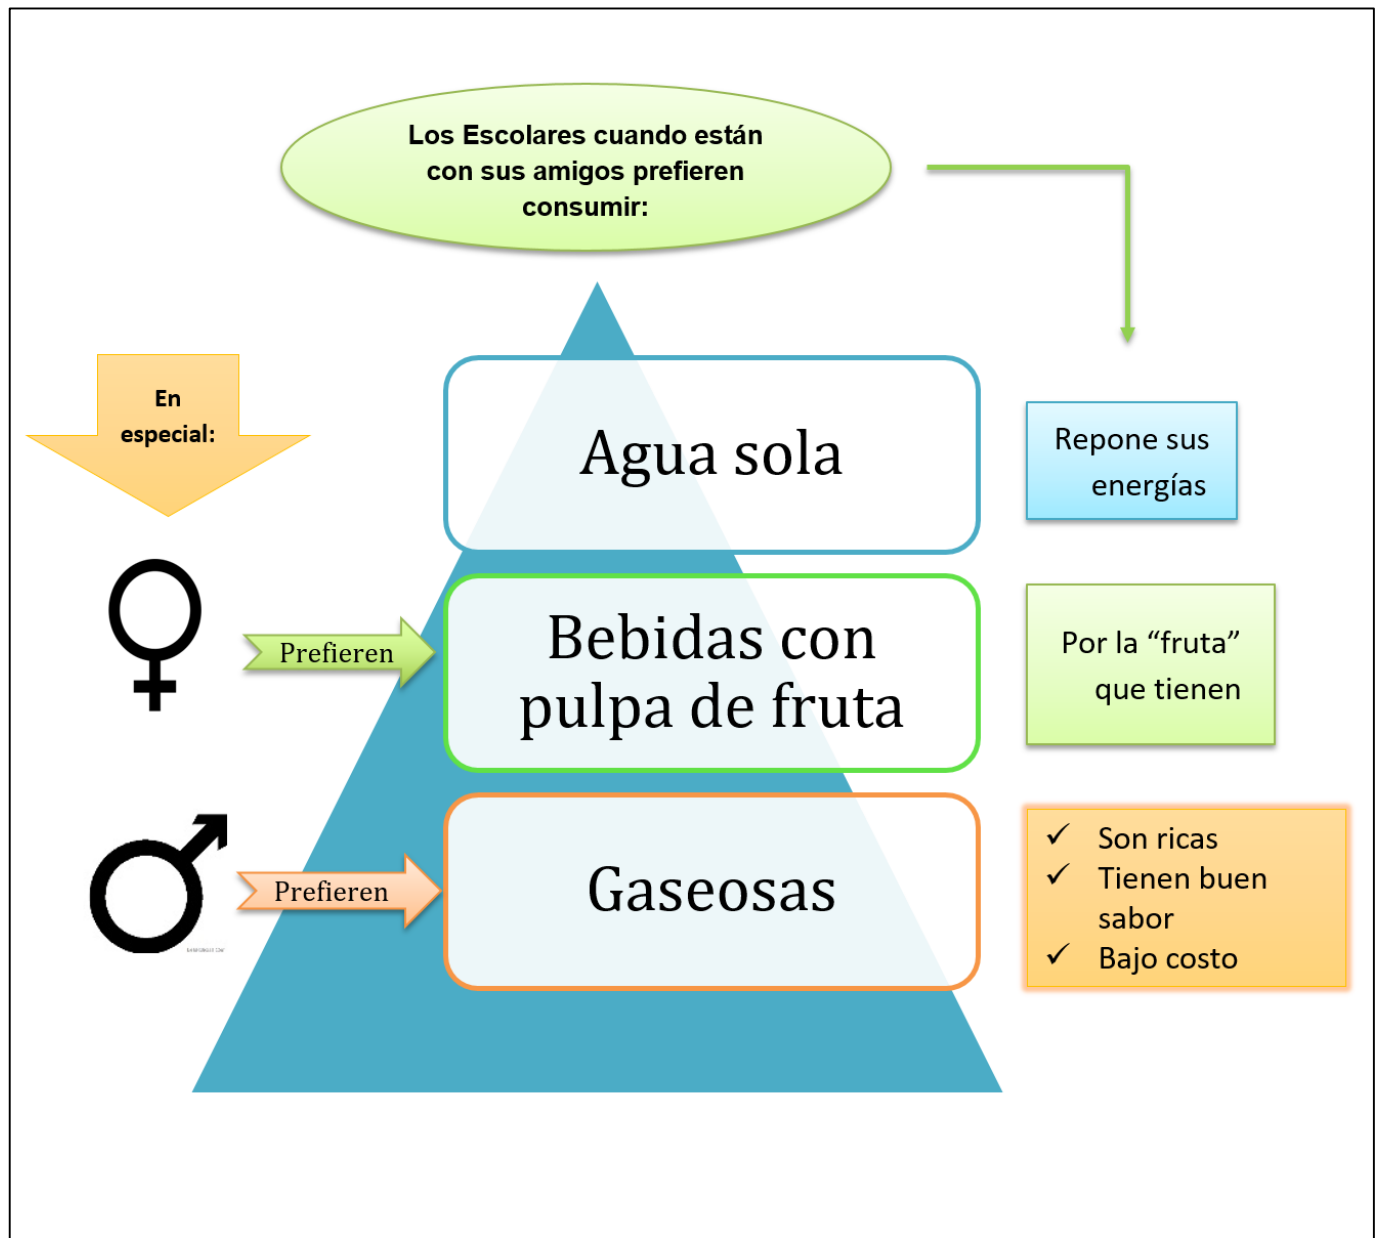 Los Escolares cuando están
con sus amigos prefieren
consumir:
En
especial:
Agua sola
Repone sus
energías
Prefieren
Bebidas con
pulpa de fruta
Por la “fruta”
que tienen
Prefieren
Gaseosas
✓ Son ricas
✓ Tienen buen
sabor
✓ Bajo costo